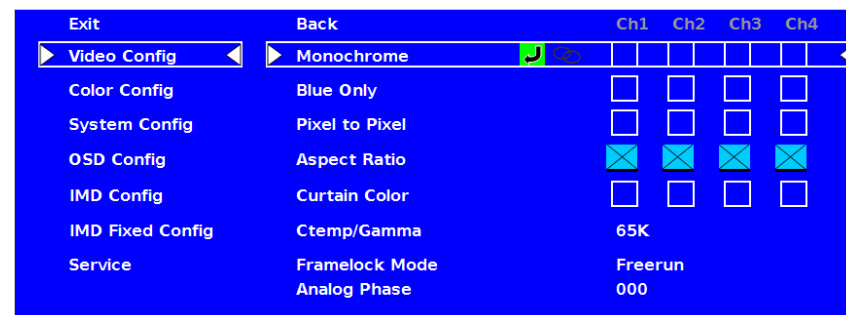 Exit Back Ch1 Ch2 Ch3 Ch4
Video Config Monochrome
Color Config Blue Only
System Config Pixel to Pixel
OSD Config Aspect Ratio
IMD Config Curtain Color
IMD Fixed Config Ctemp/Gamma 65K
Service Framelock Mode Freerun
Analog Phase 000